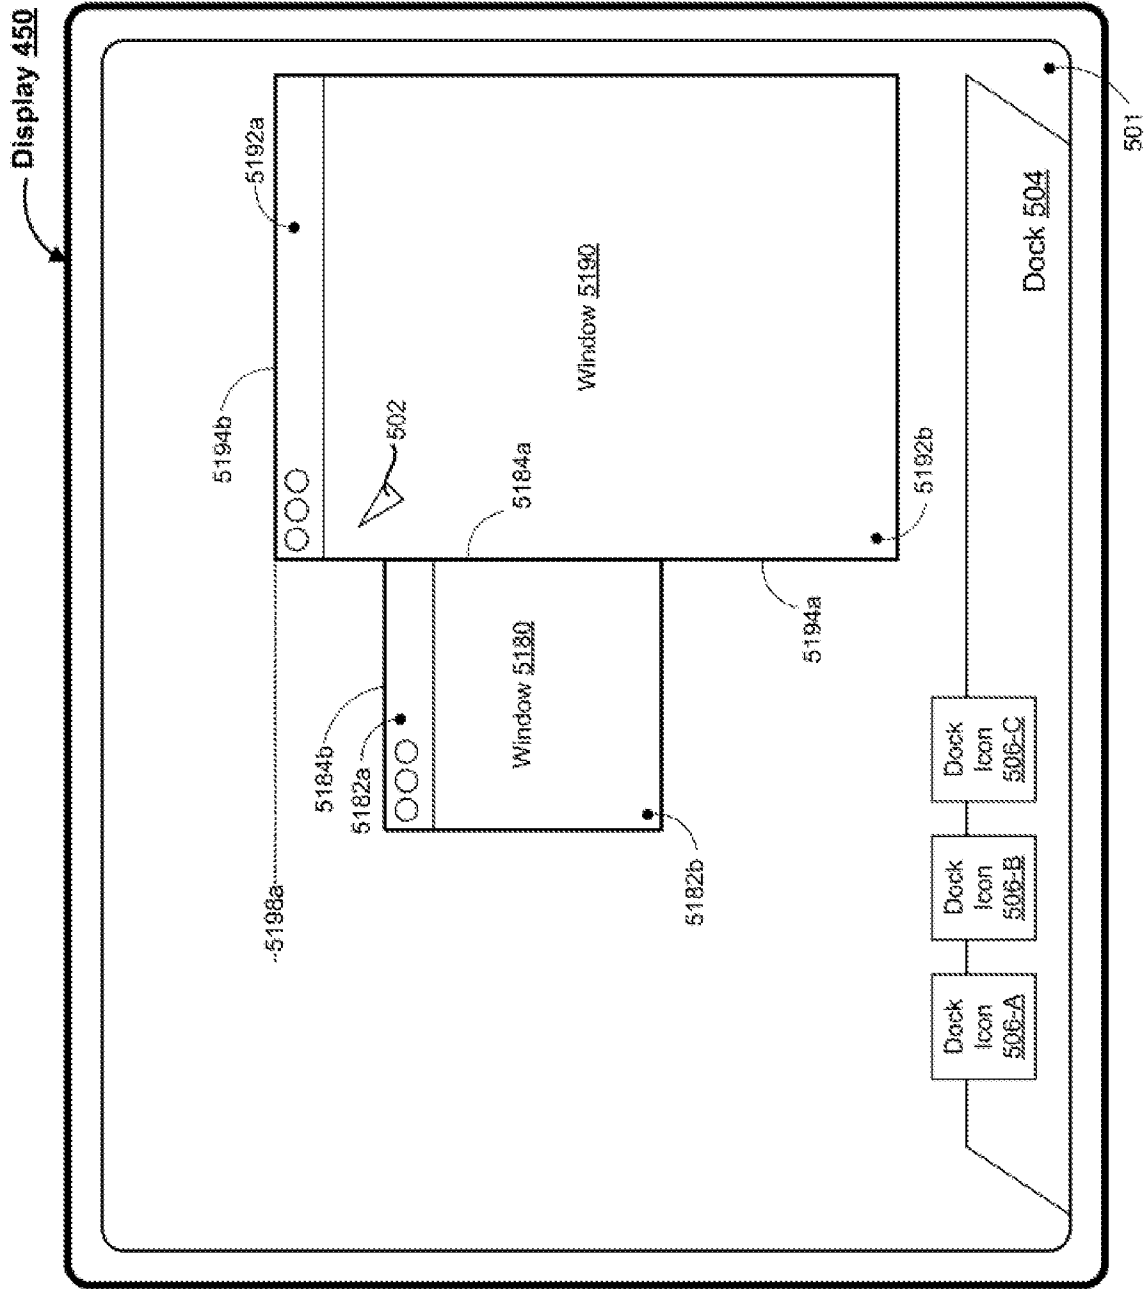 Display 450
5194b
5192a
5198a
5184b
5182a
502
Window 5180
5184a
Window 5190
5182b
5194a
5192b
Dock
Icon
506-A
Dock
Icon
506-B
Dock
Icon
506-C
Dock 504
501